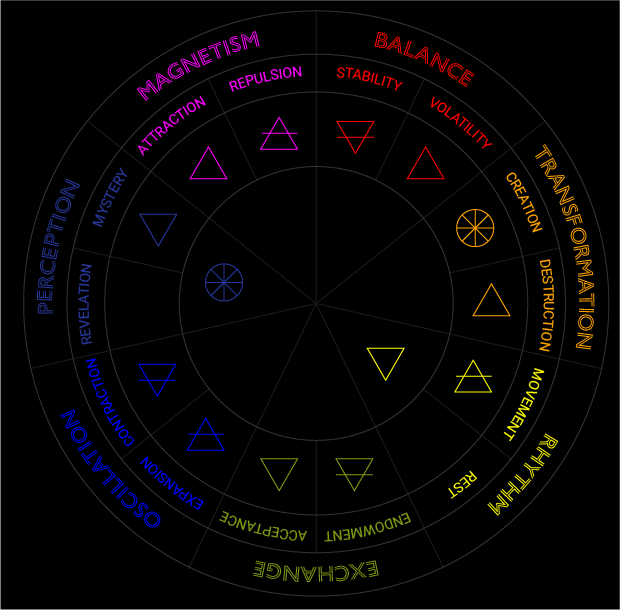 MAGNETISM
BALANCE
REPULSION
STABILITY
ATTRACTION
VOLATILITY
TRANSFORMATION
MYSTERY
CREATION
PERCEPTION
REVELATION
DESTRUCTION
CONTRACTION
MOVEMENT
OSCILLATION
RHYTHM
EXPANSION
REST
ACCEPTANCE
ENDOWMENT
EXCHANGE